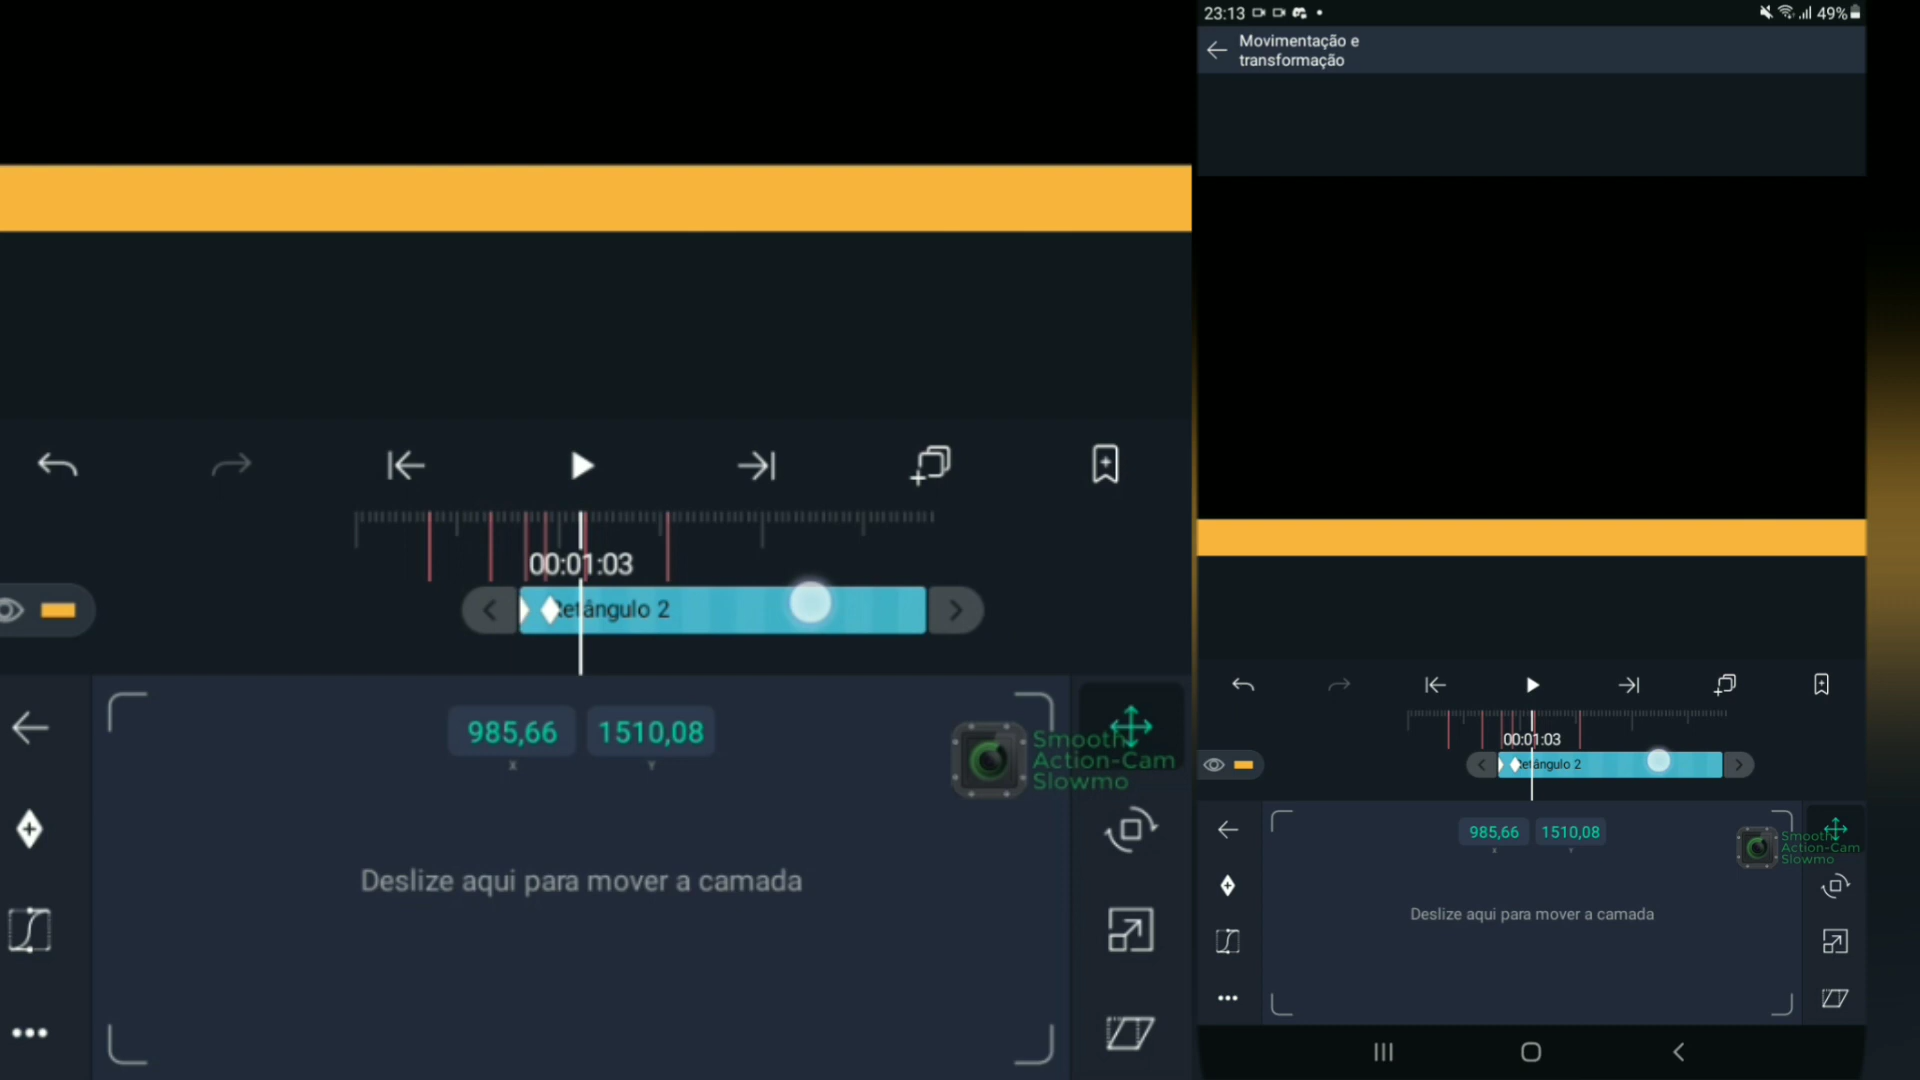 00:01:03
Retângulo 2
985,66 1510,08
X Y
Smooth
Action-Cam
Slowmo
Deslize aqui para mover a camada
23:13
49%
Movimentação e
transformação
00:01:03
Retângulo 2
985,66 1510,08
X Y
Smooth
Action-Cam
Slowmo
Deslize aqui para mover a camada